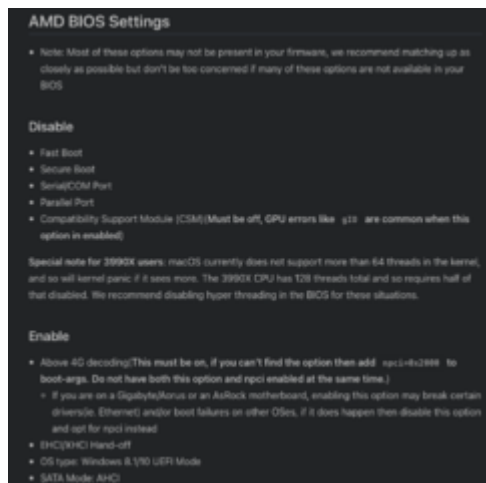 AMD BIOS Settings
• Note: Most of these options may not be present in your firmware, we recommend matching up as
closely as possible but don't be too concerned if many of these options are not available in your
BIOS
Disable
• Fast Boot
• Secure Boot
• Serial/COM Port
• Parallel Port
• Compatibility Support Module (CSM)(Must be off, GPU errors like gIO are common when this
option in enabled)
Special note for 3990X users: macOS currently does not support more than 64 threads in the kernel,
and so will kernel panic if it sees more. The 3990X CPU has 128 threads total and so requires half of
that disabled. We recommend disabling hyper threading in the BIOS for these situations.
Enable
• Above 4G decoding(This must be on, if you can't find the option then add npci=0x2000 to
boot-args. Do not have both this option and npci enabled at the same time.)
◦ If you are on a Gigabyte/Aorus or an AsRock motherboard, enabling this option may break certain
drivers(ie. Ethernet) and/or boot failures on other OSes, if it does happen then disable this option
and opt for npci instead
• EHCI/XHCI Hand-off
• OS type: Windows 8.1/10 UEFI Mode
• SATA Mode: AHCI